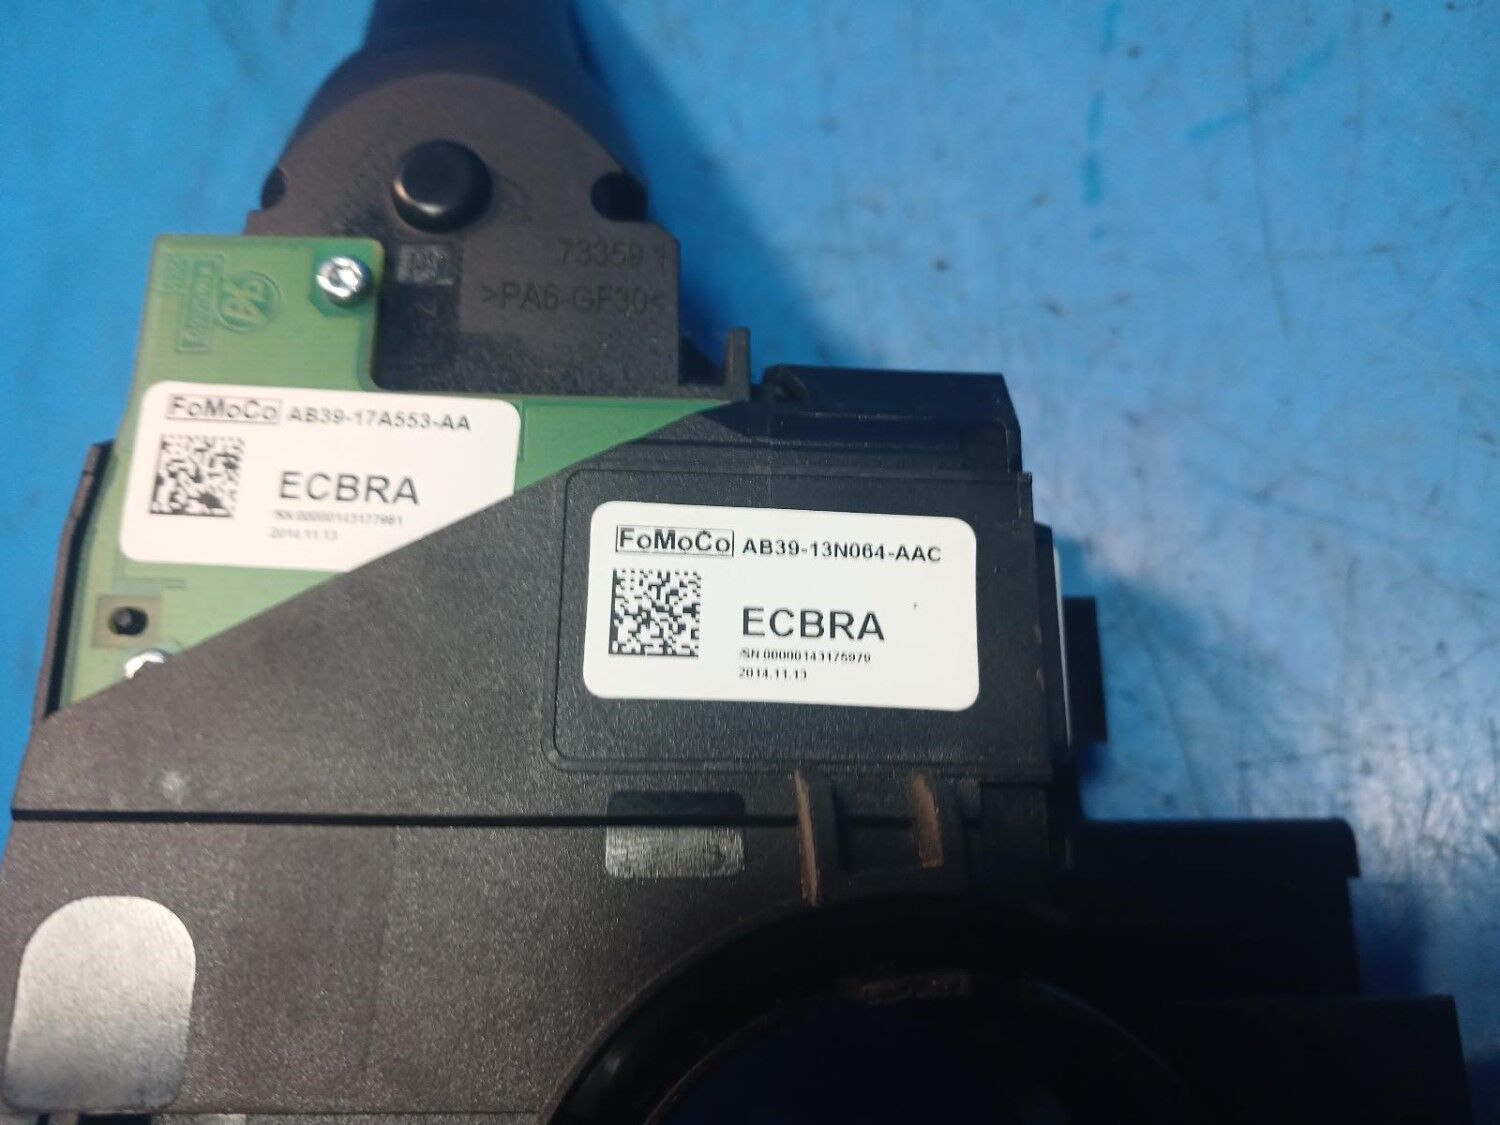 73359 1
>PA6-GF30<
FoMoCo AB39-17A553-AA
ECBRA
/SN 00000143177981
2014.11.13
FoMoCo AB39-13N064-AAC
ECBRA
/SN 00000143175979
2014.11.13